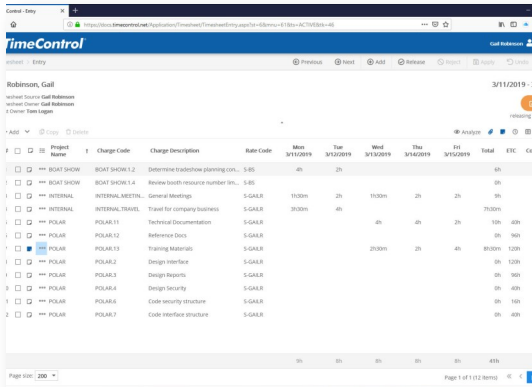 Control - Entry
https://docs.timecontrol.net/Application/Timesheet/TimesheetEntry.aspx?
TimeControl
Gail Robinson
Entry
Previous Next Add Release Reject Apply Undo
Robinson, Gail
3/11/2019 -
mesheet Source Gail Robinson
mesheet Owner Gail Robinson
Owner Tom Logan
releasing
Add Copy Delete
Analyze
Project Name Charge Code Charge Description Rate Code Mon 3/11/2019 Tue 3/12/2019 Wed 3/13/2019 Thu 3/14/2019 Fri 3/15/2019 Total ETC
BOAT SHOW BOAT SHOW.1.2 Determine tradeshow planning con... S-BS 4h 2h 6h
BOAT SHOW BOAT SHOW.1.4 Review booth resource number lim... S-BS 0h
INTERNAL INTERNAL.MEETIN... General Meetings S-GAILR 1h30m 2h 1h30m 2h 2h 9h
INTERNAL INTERNAL.TRAVEL Travel for company business S-GAILR 3h30m 4h 7h30m
POLAR POLAR.11 Technical Documentation S-GAILR 4h 4h 2h 10h 40h
POLAR POLAR.12 Reference Docs S-GAILR 0h 96h
POLAR POLAR.13 Training Materials S-GAILR 2h30m 2h 4h 8h30m 120h
POLAR POLAR.2 Design Interface S-GAILR 0h 120h
POLAR POLAR.3 Design Reports S-GAILR 0h 96h
POLAR POLAR.4 Design Security S-GAILR 0h 40h
POLAR POLAR.6 Code security structure S-GAILR 0h 16h
POLAR POLAR.7 Code Interface structure S-GAILR 0h 40h
9h 8h 8h 8h 8h 41h
Page size: 200
Page 1 of 1 (12 items)